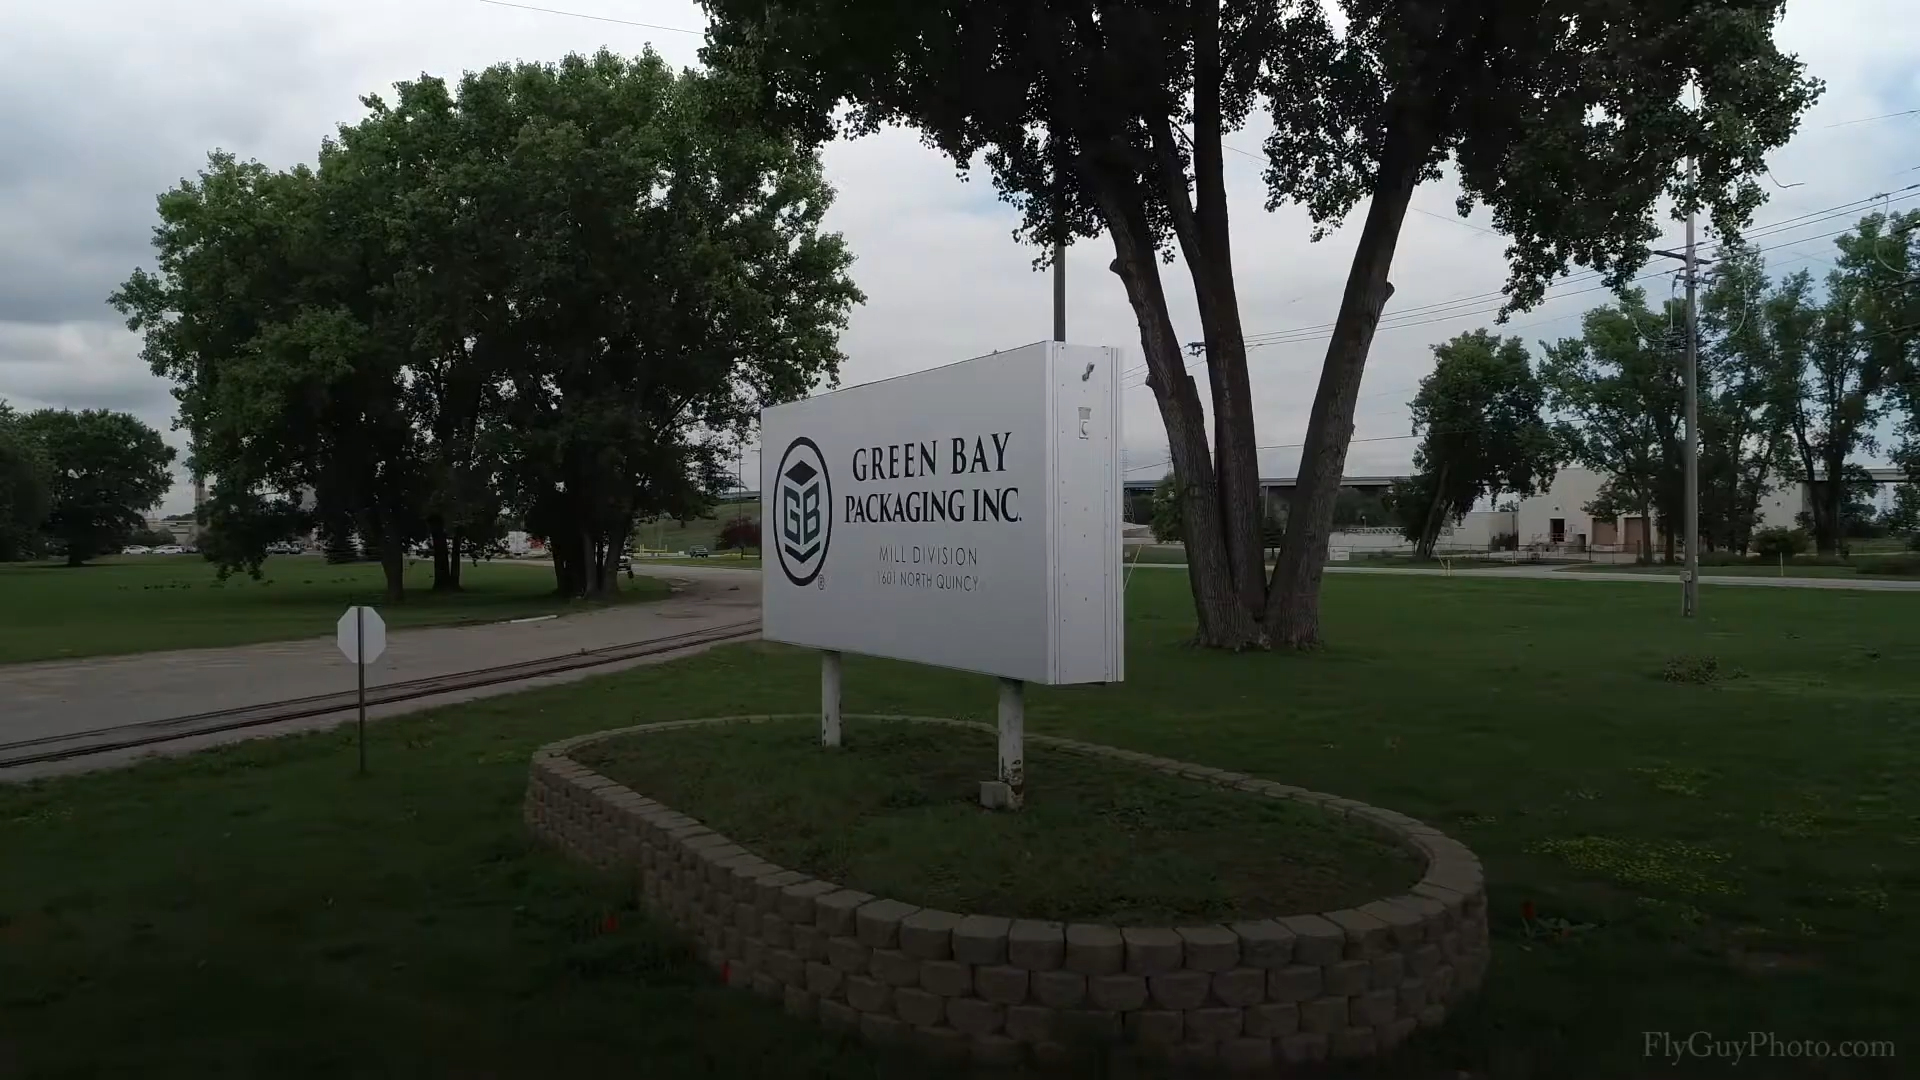 GREEN BAY
PACKAGING INC.
GB
®
MILL DIVISION
1601 NORTH QUINCY
FlyGuyPhoto.com